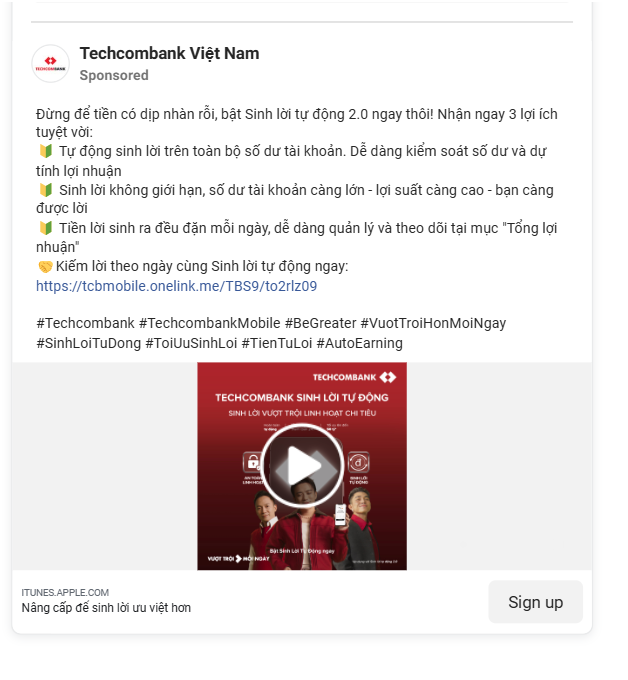 Techcombank Việt Nam
TECHCOMBANK
Sponsored
Đừng để tiền có dịp nhàn rỗi, bật Sinh lời tự động 2.0 ngay thôi! Nhận ngay 3 lợi ích
tuyệt vời:
🔰 Tự động sinh lời trên toàn bộ số dư tài khoản. Dễ dàng kiểm soát số dư và dự
tính lợi nhuận
🔰 Sinh lời không giới hạn, số dư tài khoản càng lớn - lợi suất càng cao - bạn càng
được lời
🔰 Tiền lời sinh ra đều đặn mỗi ngày, dễ dàng quản lý và theo dõi tại mục "Tổng lợi
nhuận"
🤝Kiếm lời theo ngày cùng Sinh lời tự động ngay:
https://tcbmobile.onelink.me/TBS9/to2rlz09
#Techcombank #TechcombankMobile #BeGreater #VuotTroiHonMoiNgay
#SinhLoiTuDong #ToiUuSinhLoi #TienTuLoi #AutoEarning
TECHCOMBANK
TECHCOMBANK SINH LỜI TỰ ĐỘNG
SINH LỜI VƯỢT TRỘI LINH HOẠT CHI TIÊU
AN TOÀN
LINH HOẠT
SINH LỜI
TỰ ĐỘNG
Bật Sinh Lời Tự Động ngay
VƯỢT TRỘI MỖI NGÀY
ITUNES.APPLE.COM
Nâng cấp để sinh lời ưu việt hơn
Sign up